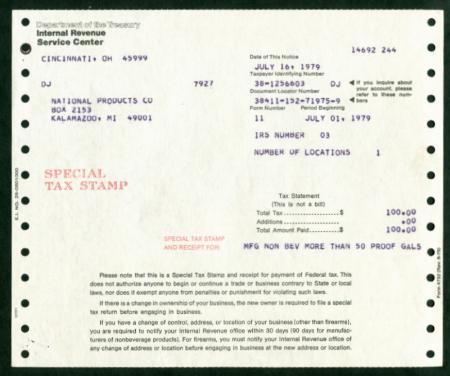 Department of the Treasury
Internal Revenue
Service Center
14692 244
CINCINNATI, OH 45999
Date of This Notice
JULY 16, 1979
Taxpayer Identifying Number
DJ 7927
38-1256603 DJ
If you inquire about your account, please refer to these numbers
Document Locator Number
NATIONAL PRODUCTS CO
38411-152-71975-9
BOX 2153
Form Number Period Beginning
KALAMAZOO, MI 49001
11 JULY 01, 1979
IRS NUMBER 03
NUMBER OF LOCATIONS 1
SPECIAL
TAX STAMP
Tax Statement
(This is not a bill)
Total Tax $ 100.00
Additions .00
Total Amount Paid $ 100.00
SPECIAL TAX STAMP
AND RECEIPT FOR:
MFG NON BEV MORE THAN 50 PROOF GALS
Please note that this is a Special Tax Stamp and receipt for payment of Federal tax. This
does not authorize anyone to begin or continue a trade or business contrary to State or local
laws, nor does it exempt anyone from penalties or punishment for violating such laws.
If there is a change in ownership of your business, the new owner is required to file a special
tax return before engaging in business.
If you have a change of control, address, or location of your business (other than firearms), you
are required to notify your Internal Revenue office within 30 days (90 days for manufac-
turers of nonbeverage products). For firearms, you must notify your Internal Revenue office of
any change of address or location before engaging in business at the new address or location.